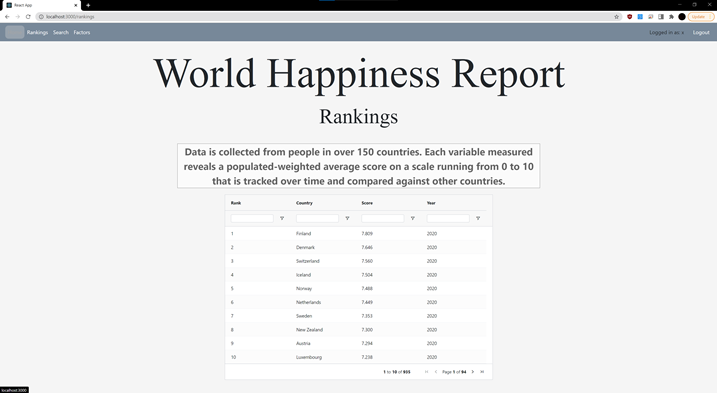 React App
localhost:3000/rankings
Update
Rankings Search Factors
Logged in as: x Logout
World Happiness Report
Rankings
Data is collected from people in over 150 countries. Each variable measured
reveals a populated-weighted average score on a scale running from 0 to 10
that is tracked over time and compared against other countries.
Rank Country Score Year
1 Finland 7.809 2020
2 Denmark 7.646 2020
3 Switzerland 7.560 2020
4 Iceland 7.504 2020
5 Norway 7.488 2020
6 Netherlands 7.449 2020
7 Sweden 7.353 2020
8 New Zealand 7.300 2020
9 Austria 7.294 2020
10 Luxembourg 7.238 2020
1 to 10 of 935 Page 1 of 94
localhost:3000